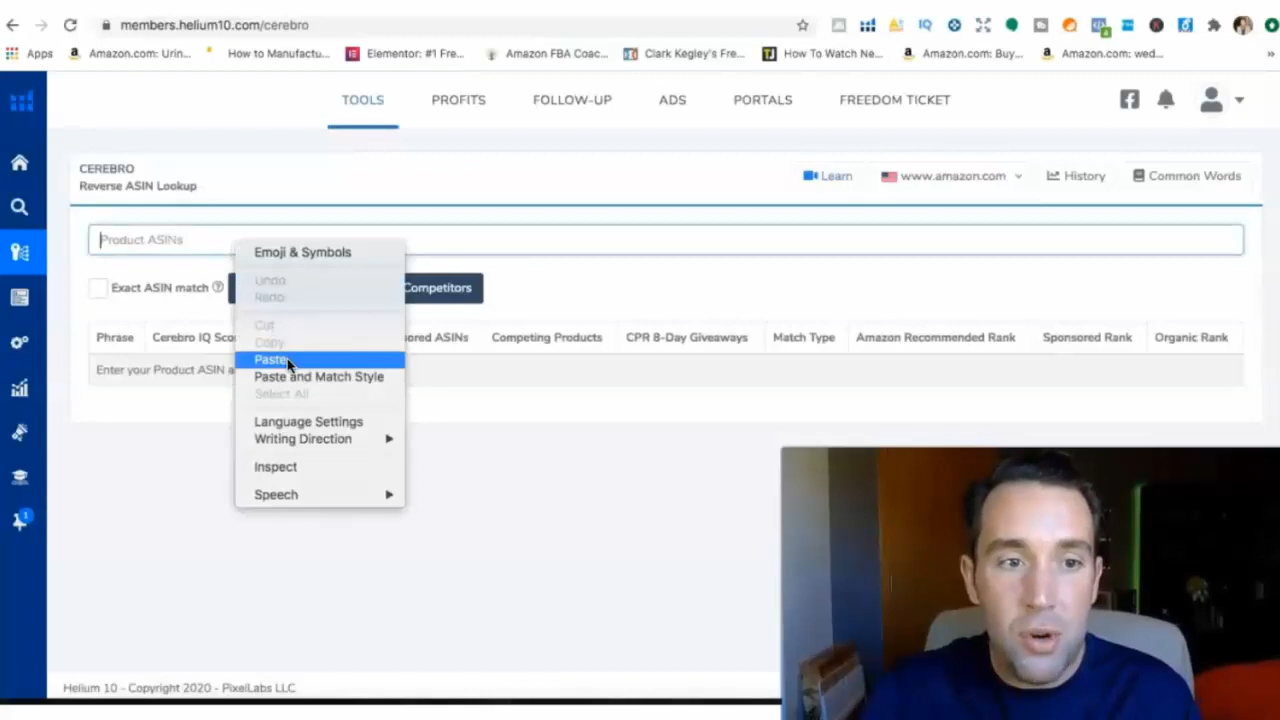 members.helium10.com/cerebro
Apps Amazon.com: Urin... How to Manufactu... Elementor: #1 Fre... Amazon FBA Coac... Clark Kegley's Fre... How To Watch Ne... Amazon.com: Buy,... Amazon.com: wed... »
TOOLS PROFITS FOLLOW-UP ADS PORTALS FREEDOM TICKET
CEREBRO
Reverse ASIN Lookup
Learn www.amazon.com History Common Words
Product ASINs
Emoji & Symbols
Exact ASIN match Competitors
Undo
Redo
Cut
Copy
Paste
Paste and Match Style
Select All
Language Settings
Writing Direction
Inspect
Speech
Phrase Cerebro IQ Sco ored ASINs Competing Products CPR 8-Day Giveaways Match Type Amazon Recommended Rank Sponsored Rank Organic Rank
Enter your Product ASIN a
1
Helium 10 - Copyright 2020 - PixelLabs LLC